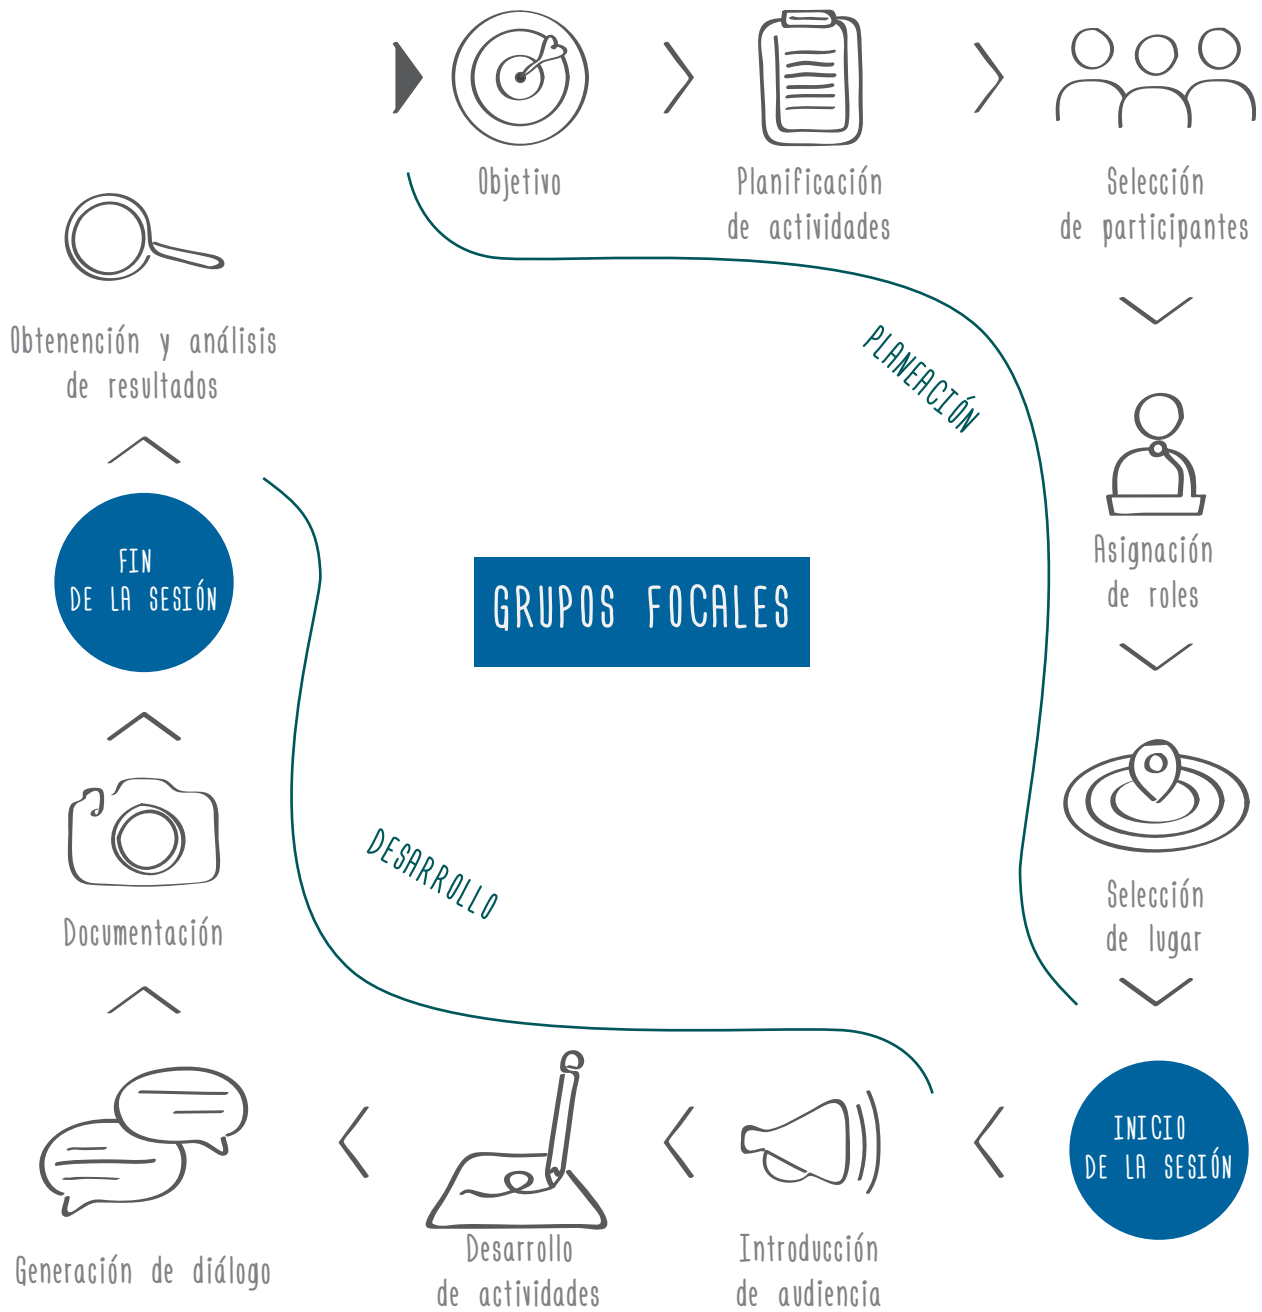 Objetivo
Planificación
de actividades
Selección
de participantes
Asignación
de roles
Selección
de lugar
INICIO
DE LA SESIÓN
Introducción
de audiencia
Desarrollo
de actividades
Generación de diálogo
Documentación
FIN
DE LA SESIÓN
Obtenención y análisis
de resultados
PLANEACIÓN
GRUPOS FOCALES
DESARROLLO